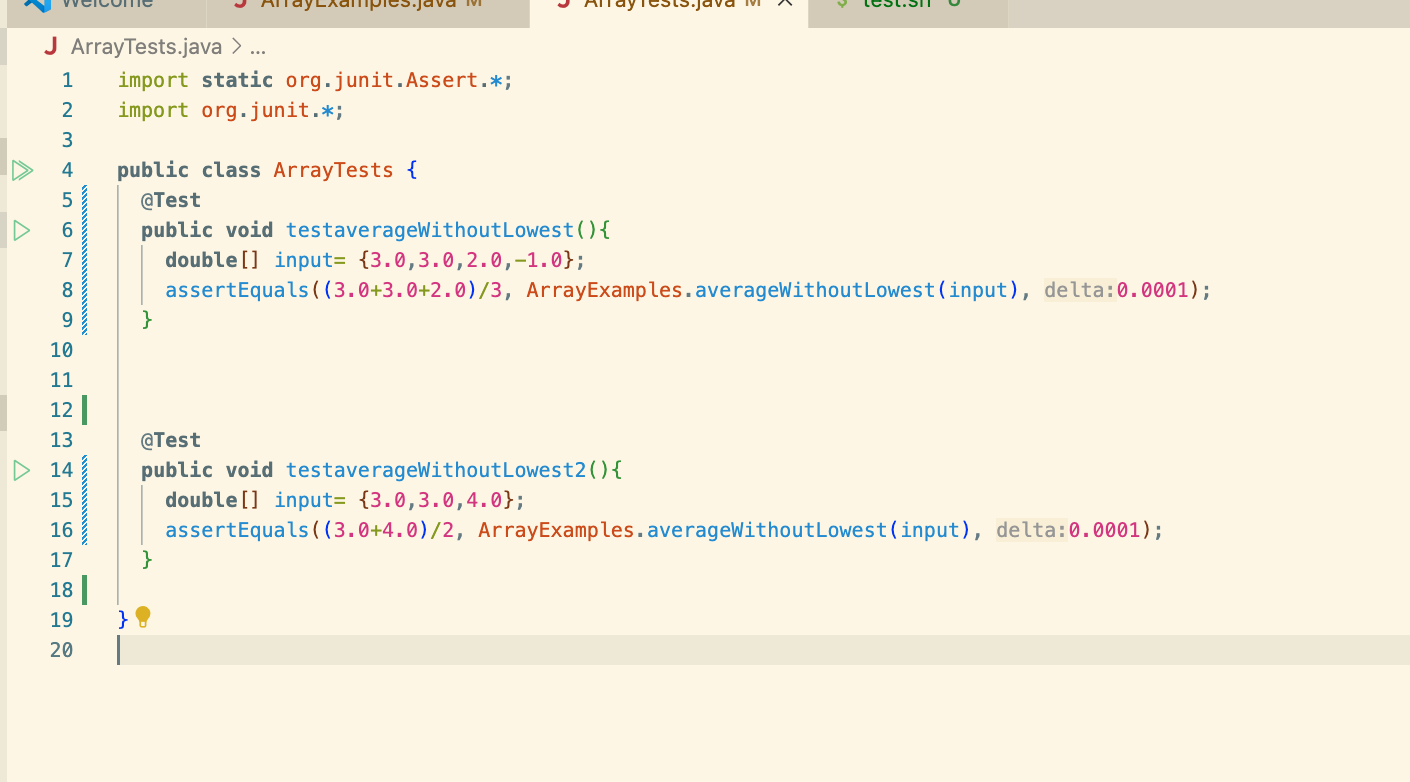 Welcome
ArrayExamples.java M
ArrayTests.java M
$ test.sh U
J ArrayTests.java > ...
1 import static org.junit.Assert.*;
2 import org.junit.*;
3
4 public class ArrayTests {
5 @Test
6 public void testaverageWithoutLowest(){
7 double[] input= {3.0,3.0,2.0,-1.0};
8 assertEquals((3.0+3.0+2.0)/3, ArrayExamples.averageWithoutLowest(input), delta:0.0001);
9 }
10
11
12
13 @Test
14 public void testaverageWithoutLowest2(){
15 double[] input= {3.0,3.0,4.0};
16 assertEquals((3.0+4.0)/2, ArrayExamples.averageWithoutLowest(input), delta:0.0001);
17 }
18
19 }
20